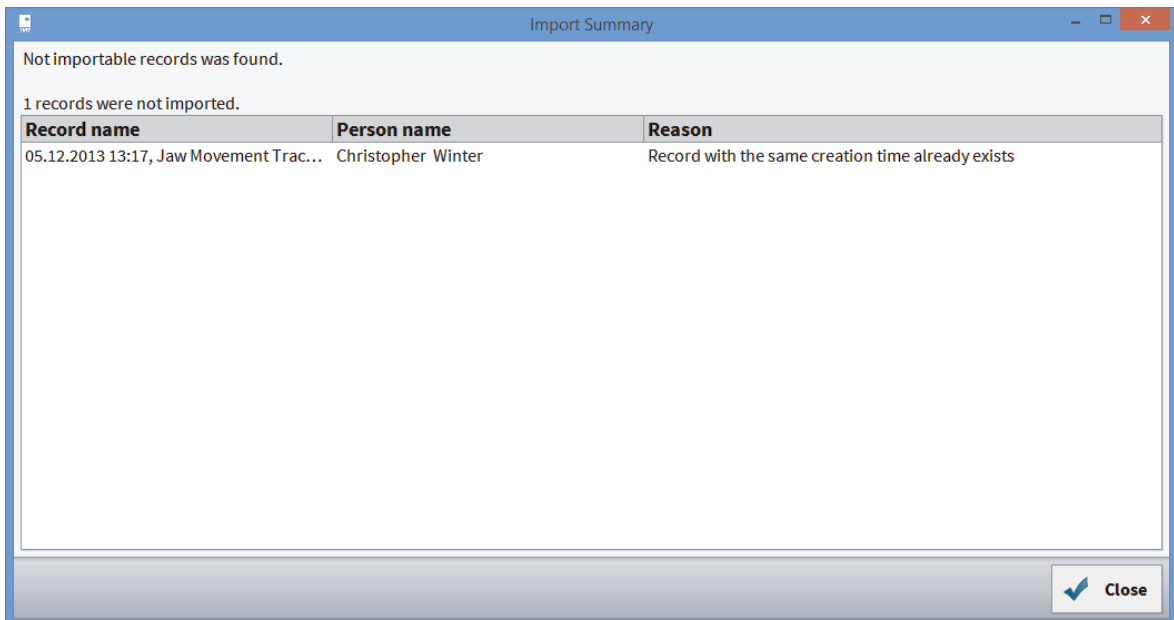 Import Summary
Not importable records was found.
1 records were not imported.
Record name Person name Reason
05.12.2013 13:17, Jaw Movement Trac... Christopher Winter Record with the same creation time already exists
Close